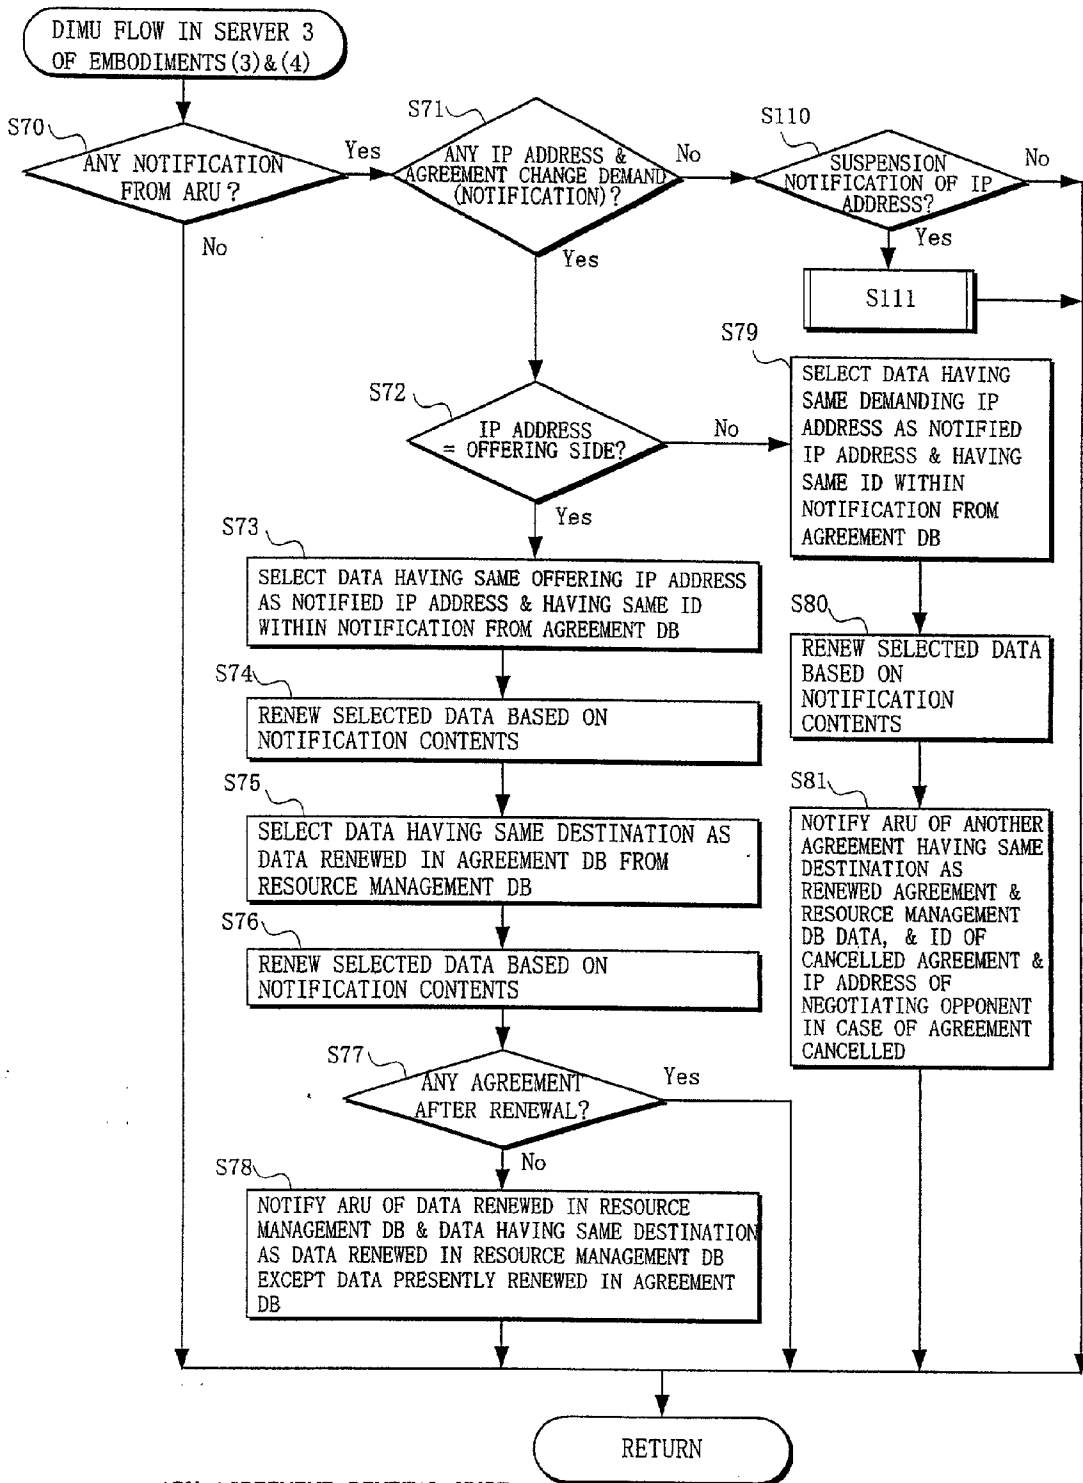 DIMU FLOW IN SERVER 3
OF EMBODIMENTS(3)&(4)
S70
ANY NOTIFICATION
FROM ARU?
Yes
No
S71
ANY IP ADDRESS &
AGREEMENT CHANGE DEMAND
(NOTIFICATION)?
No
Yes
S110
SUSPENSION
NOTIFICATION OF IP
ADDRESS?
No
Yes
S111
S72
IP ADDRESS
= OFFERING SIDE?
No
Yes
S79
SELECT DATA HAVING
SAME DEMANDING IP
ADDRESS AS NOTIFIED
IP ADDRESS & HAVING
SAME ID WITHIN
NOTIFICATION FROM
AGREEMENT DB
S73
SELECT DATA HAVING SAME OFFERING IP ADDRESS
AS NOTIFIED IP ADDRESS & HAVING SAME ID
WITHIN NOTIFICATION FROM AGREEMENT DB
S80
RENEW SELECTED DATA
BASED ON
NOTIFICATION
CONTENTS
S74
RENEW SELECTED DATA BASED ON
NOTIFICATION CONTENTS
S75
SELECT DATA HAVING SAME DESTINATION AS
DATA RENEWED IN AGREEMENT DB FROM
RESOURCE MANAGEMENT DB
S81
NOTIFY ARU OF ANOTHER
AGREEMENT HAVING SAME
DESTINATION AS
RENEWED AGREEMENT &
RESOURCE MANAGEMENT
DB DATA, & ID OF
CANCELLED AGREEMENT &
IP ADDRESS OF
NEGOTIATING OPPONENT
IN CASE OF AGREEMENT
CANCELLED
S76
RENEW SELECTED DATA BASED ON
NOTIFICATION CONTENTS
S77
ANY AGREEMENT
AFTER RENEWAL?
Yes
No
S78
NOTIFY ARU OF DATA RENEWED IN RESOURCE
MANAGEMENT DB & DATA HAVING SAME DESTINATION
AS DATA RENEWED IN RESOURCE MANAGEMENT DB
EXCEPT DATA PRESENTLY RENEWED IN AGREEMENT
DB
RETURN